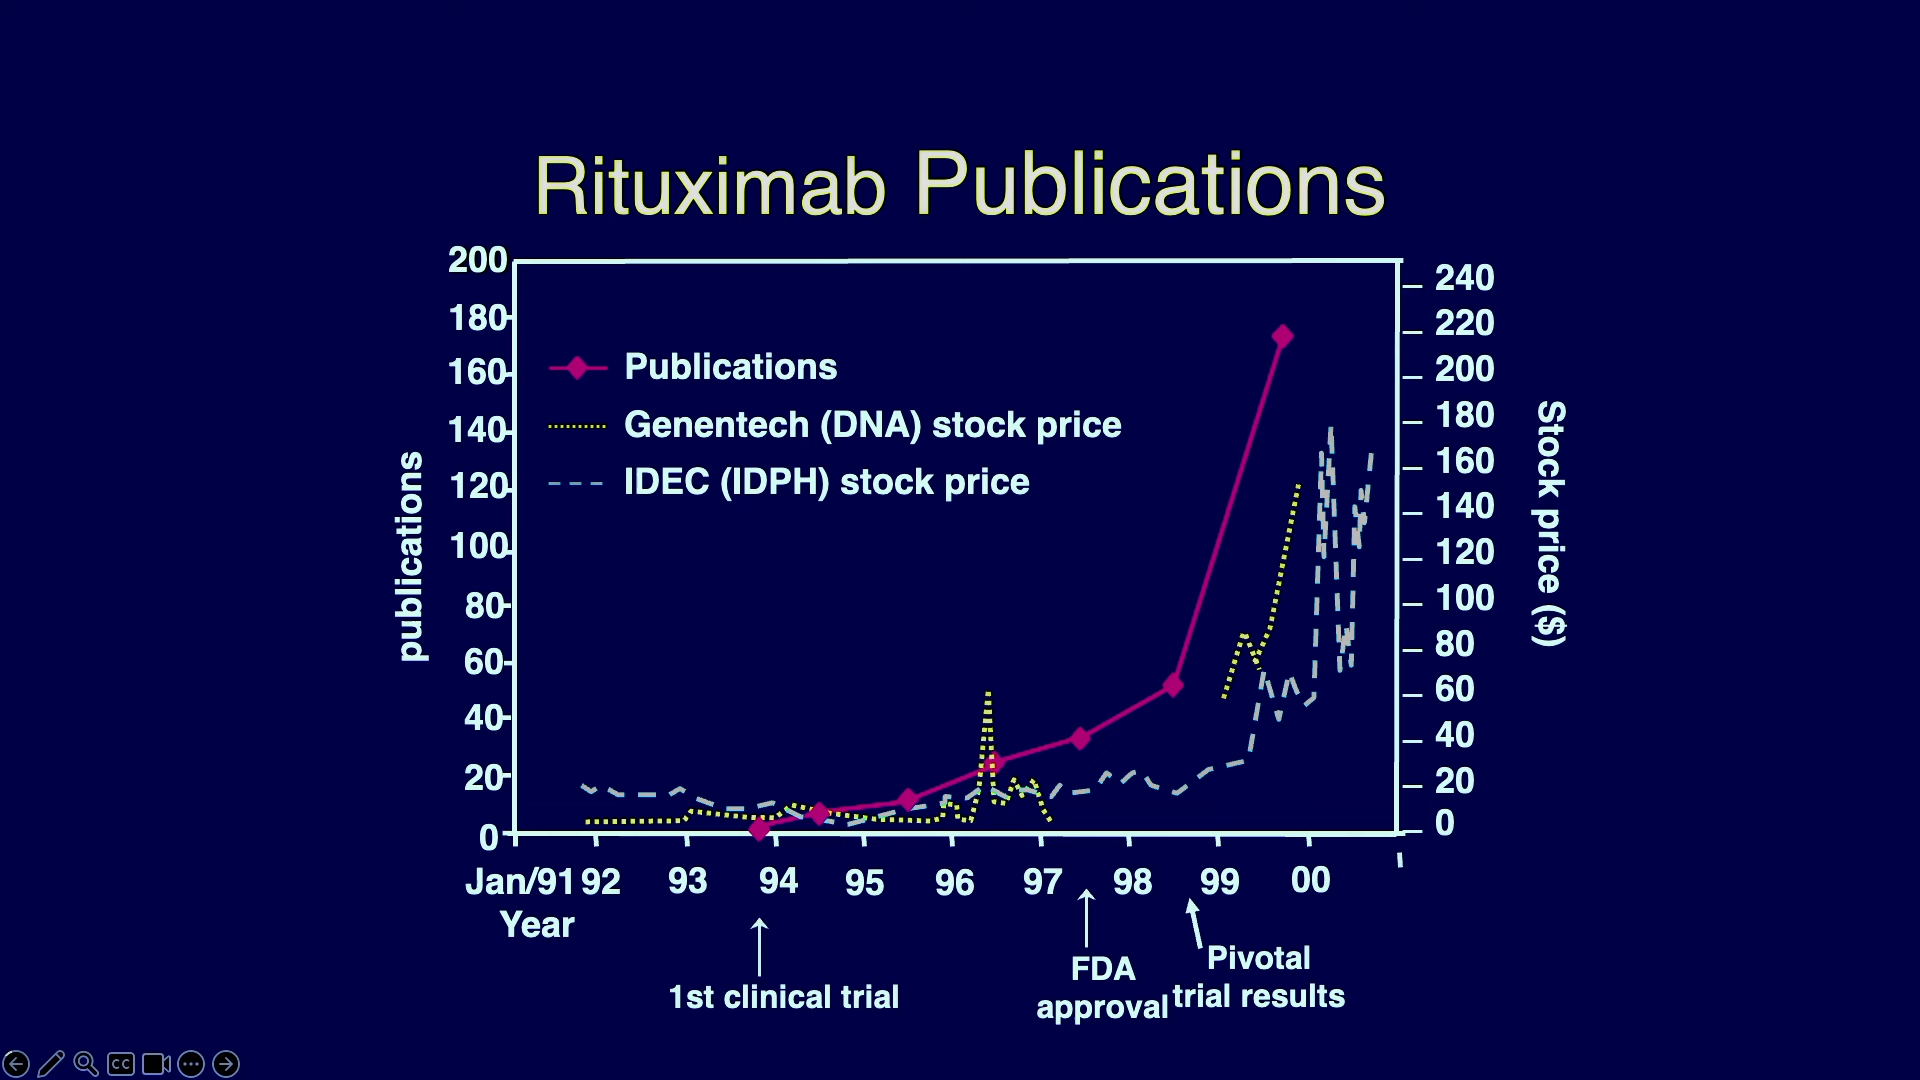 Rituximab Publications
200
180
160
140
120
100
80
60
40
20
0
publications
Publications
Genentech (DNA) stock price
IDEC (IDPH) stock price
240
220
200
180
160
140
120
100
80
60
40
20
0
Stock price ($)
Jan/91 92 93 94 95 96 97 98 99 00
Year
1st clinical trial
FDA
approval
Pivotal
trial results
CC